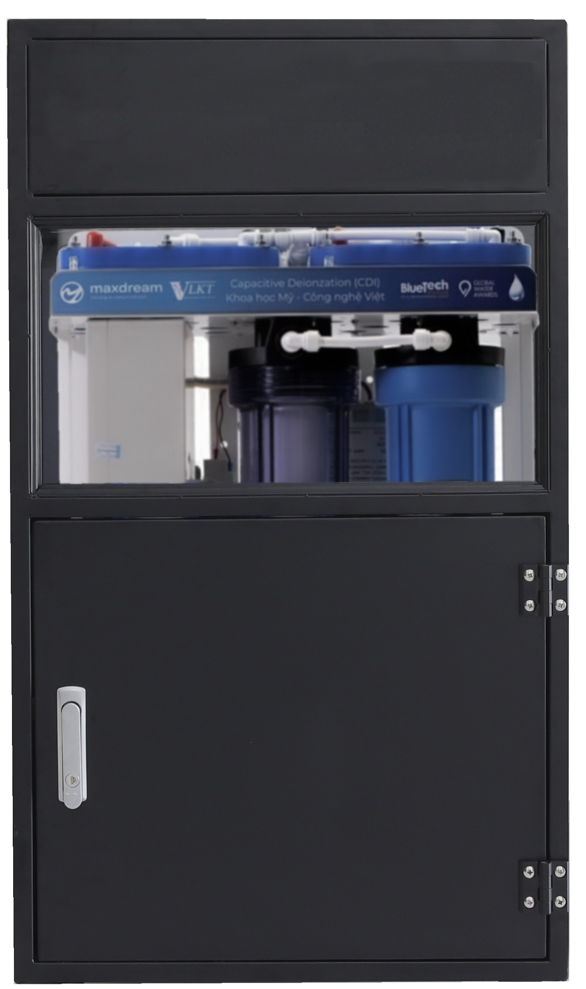 maxdream
VLKT
Capacitive Deionzation (CDI)
Khoa học Mỹ - Công nghệ Việt
BlueTech
GLOBAL
WATER
AWARDS